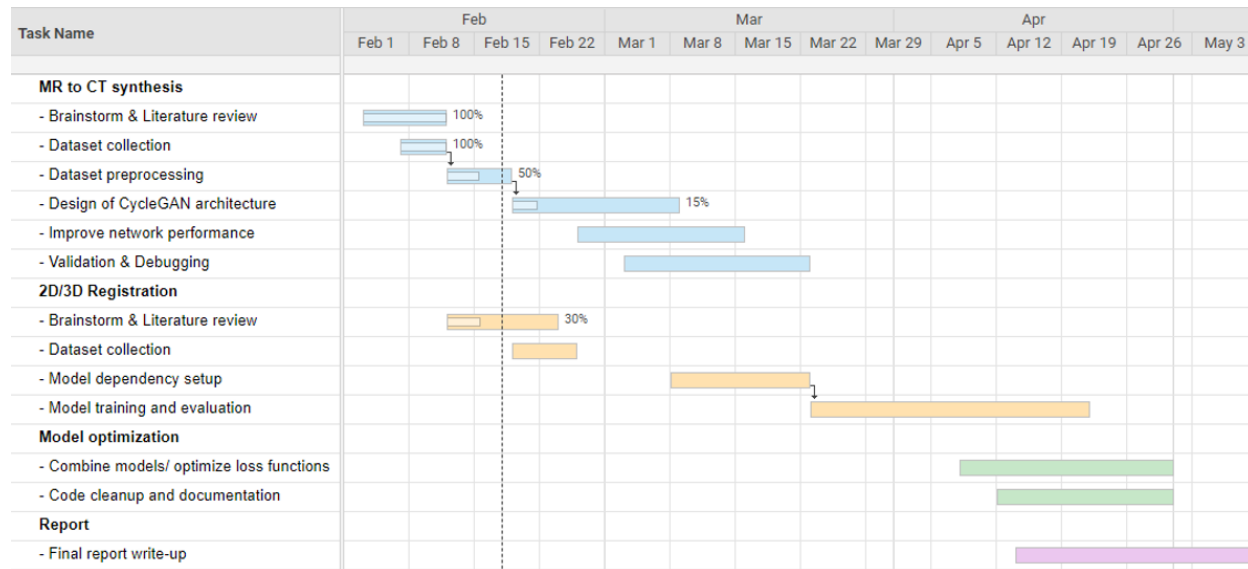 Task Name
Feb Mar Apr
Feb 1 Feb 8 Feb 15 Feb 22 Mar 1 Mar 8 Mar 15 Mar 22 Mar 29 Apr 5 Apr 12 Apr 19 Apr 26 May 3
MR to CT synthesis
- Brainstorm & Literature review 100%
- Dataset collection 100%
- Dataset preprocessing 50%
- Design of CycleGAN architecture 15%
- Improve network performance
- Validation & Debugging
2D/3D Registration
- Brainstorm & Literature review 30%
- Dataset collection
- Model dependency setup
- Model training and evaluation
Model optimization
- Combine models/ optimize loss functions
- Code cleanup and documentation
Report
- Final report write-up